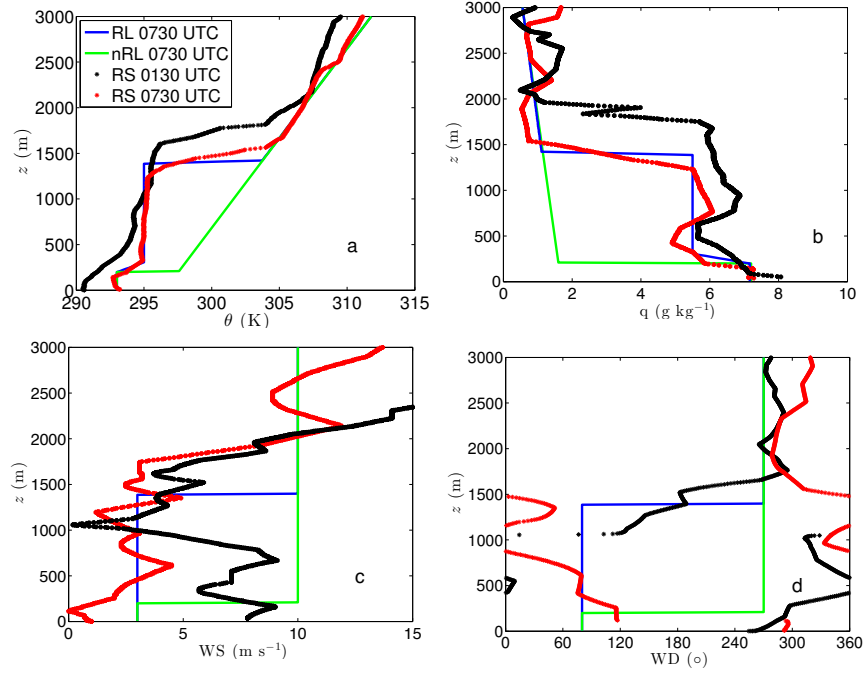 3000
2500
2000
1500
1000
500
0
z (m)
RL 0730 UTC
nRL 0730 UTC
RS 0130 UTC
RS 0730 UTC
a
290 295 300 305 310 315
θ (K)
3000
2500
2000
1500
1000
500
0
z (m)
b
0 2 4 6 8 10
q (g kg⁻¹)
3000
2500
2000
1500
1000
500
0
z (m)
c
0 5 10 15
WS (m s⁻¹)
3000
2500
2000
1500
1000
500
0
z (m)
d
0 60 120 180 240 300 360
WD (○)